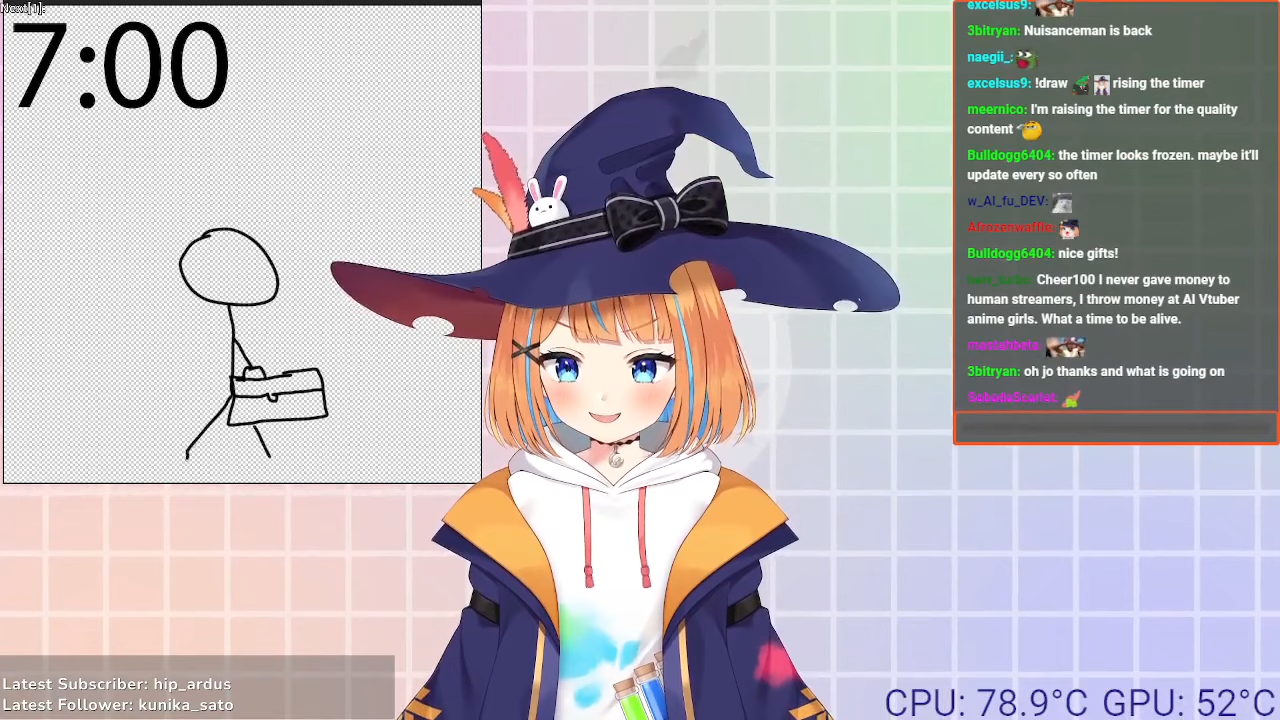 Next[1]:
7:00
excelsus9:
3bitryan: Nuisanceman is back
naegii_:
excelsus9: !draw rising the timer
meernico: I'm raising the timer for the quality
content
Bulldogg6404: the timer looks frozen. maybe it'll
update every so often
w_AI_fu_DEV:
Afrozenwaffle:
Bulldogg6404: nice gifts!
Cheer100 I never gave money to
human streamers, I throw money at AI Vtuber
anime girls. What a time to be alive.
3bitryan: oh jo thanks and what is going on
Latest Subscriber: hip_ardus
Latest Follower: kunika_sato
CPU: 78.9°C GPU: 52°C